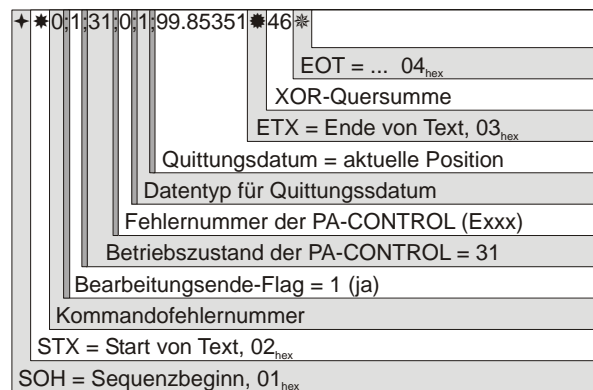 ✦✹0;1;31;0;1;99.85351✹46✵
EOT = ... 04hex
XOR-Quersumme
ETX = Ende von Text, 03hex
Quittungsdatum = aktuelle Position
Datentyp für Quittungssdatum
Fehlernummer der PA-CONTROL (Exxx)
Betriebszustand der PA-CONTROL = 31
Bearbeitungsende-Flag = 1 (ja)
Kommandofehlernummer
STX = Start von Text, 02hex
SOH = Sequenzbeginn, 01hex